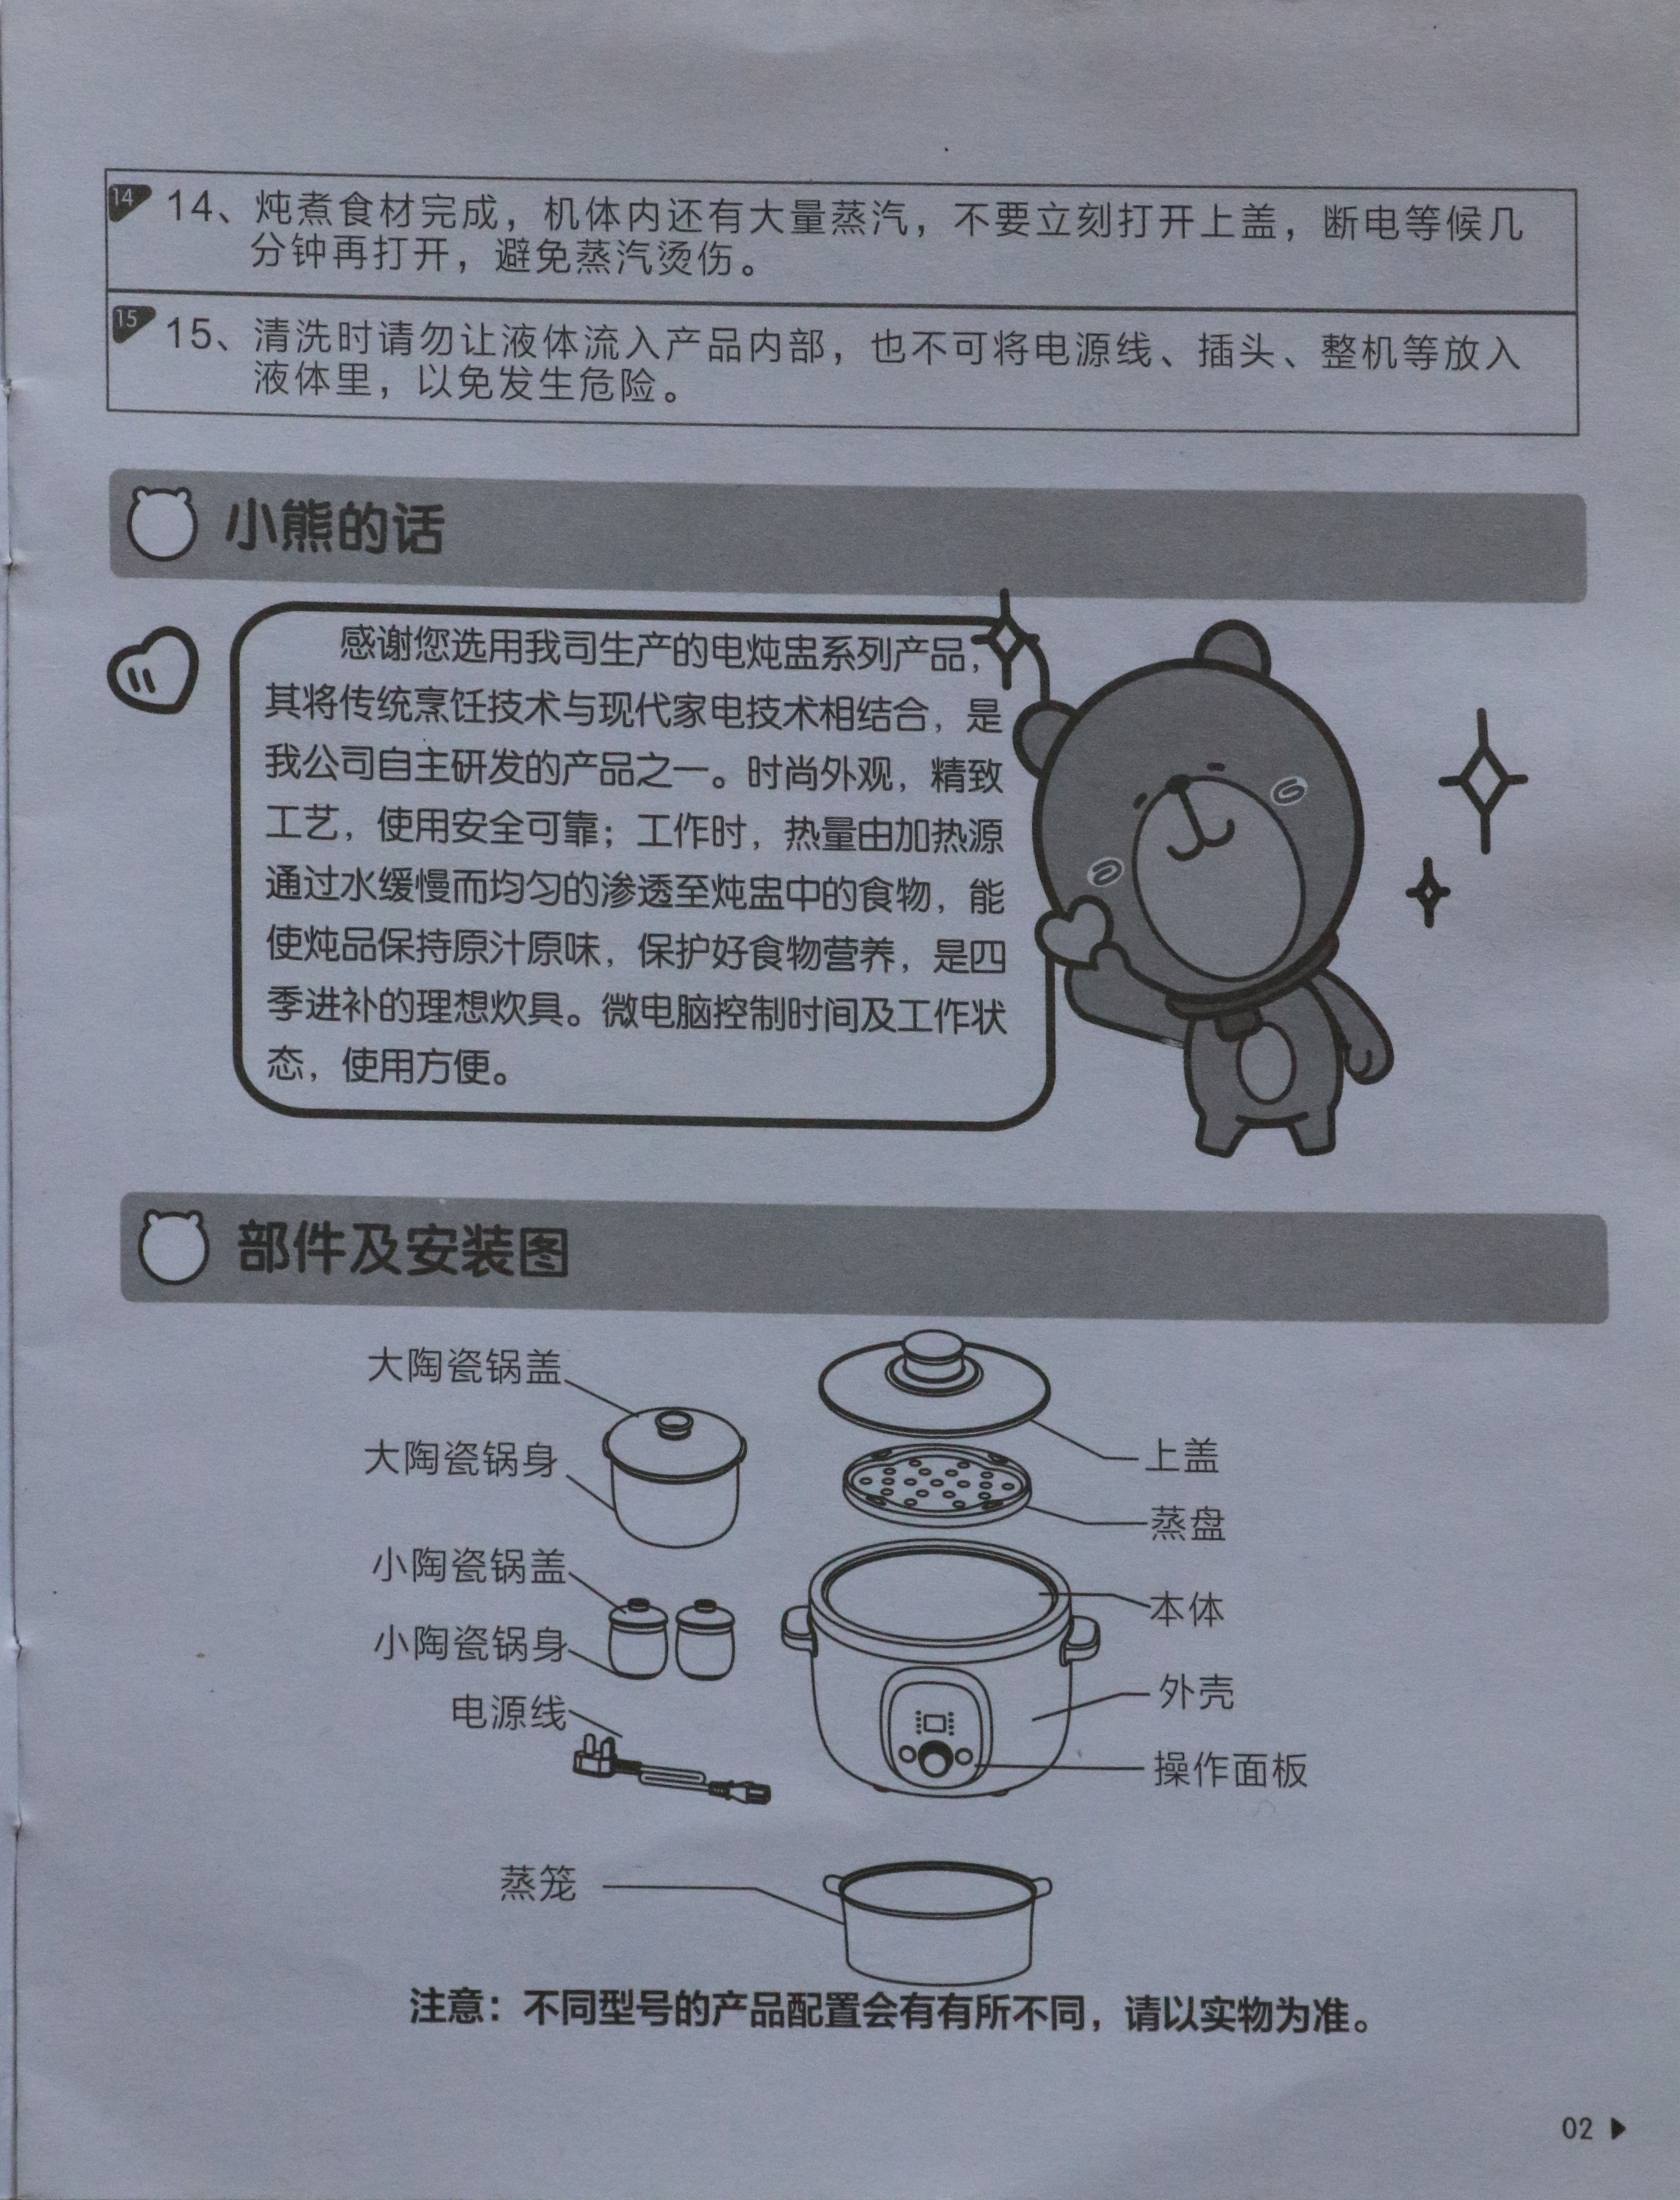 14
14、炖煮食材完成，机体内还有大量蒸汽，不要立刻打开上盖，断电等候几
分钟再打开，避免蒸汽烫伤。
15
15、清洗时请勿让液体流入产品内部，也不可将电源线、插头、整机等放入
液体里，以免发生危险。
小熊的话
感谢您选用我司生产的电炖盅系列产品，
其将传统烹饪技术与现代家电技术相结合，是
我公司自主研发的产品之一。时尚外观，精致
工艺，使用安全可靠；工作时，热量由加热源
通过水缓慢而均匀的渗透至炖盅中的食物，能
使炖品保持原汁原味，保护好食物营养，是四
季进补的理想炊具。微电脑控制时间及工作状
态，使用方便。
部件及安装图
大陶瓷锅盖
大陶瓷锅身
小陶瓷锅盖
小陶瓷锅身
电源线
上盖
蒸盘
本体
外壳
操作面板
蒸笼
注意：不同型号的产品配置会有有所不同，请以实物为准。
02